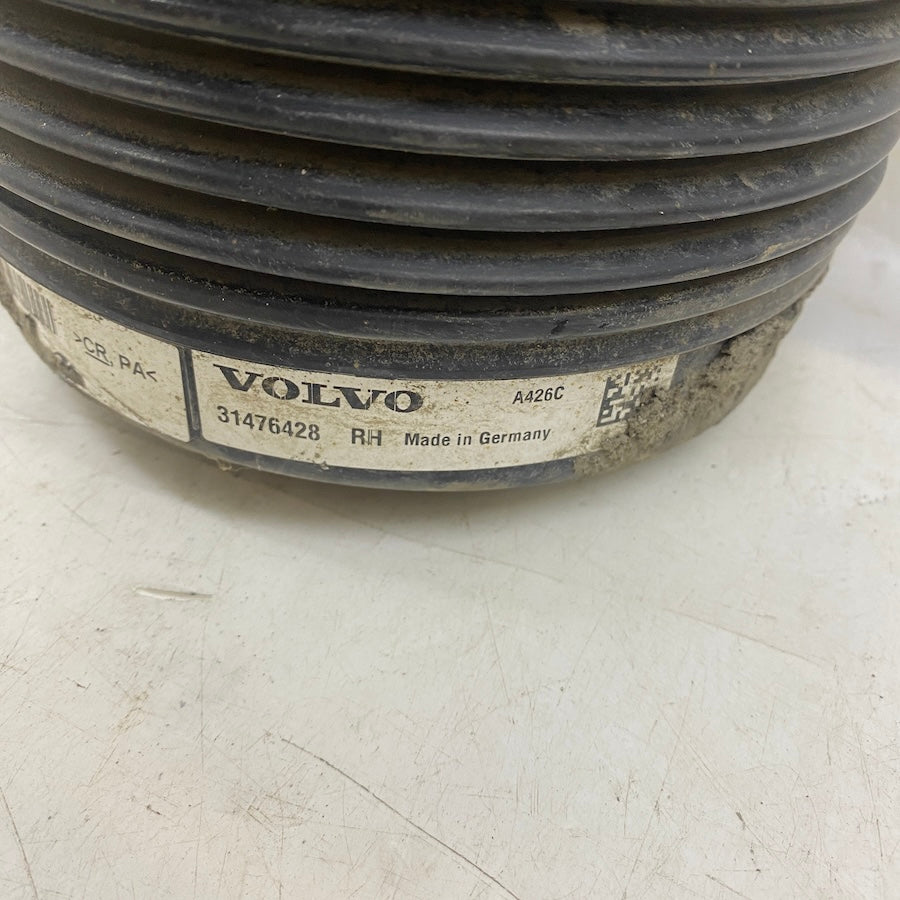 >CR, PA<
VOLVO A426C
31476428 RH Made in Germany